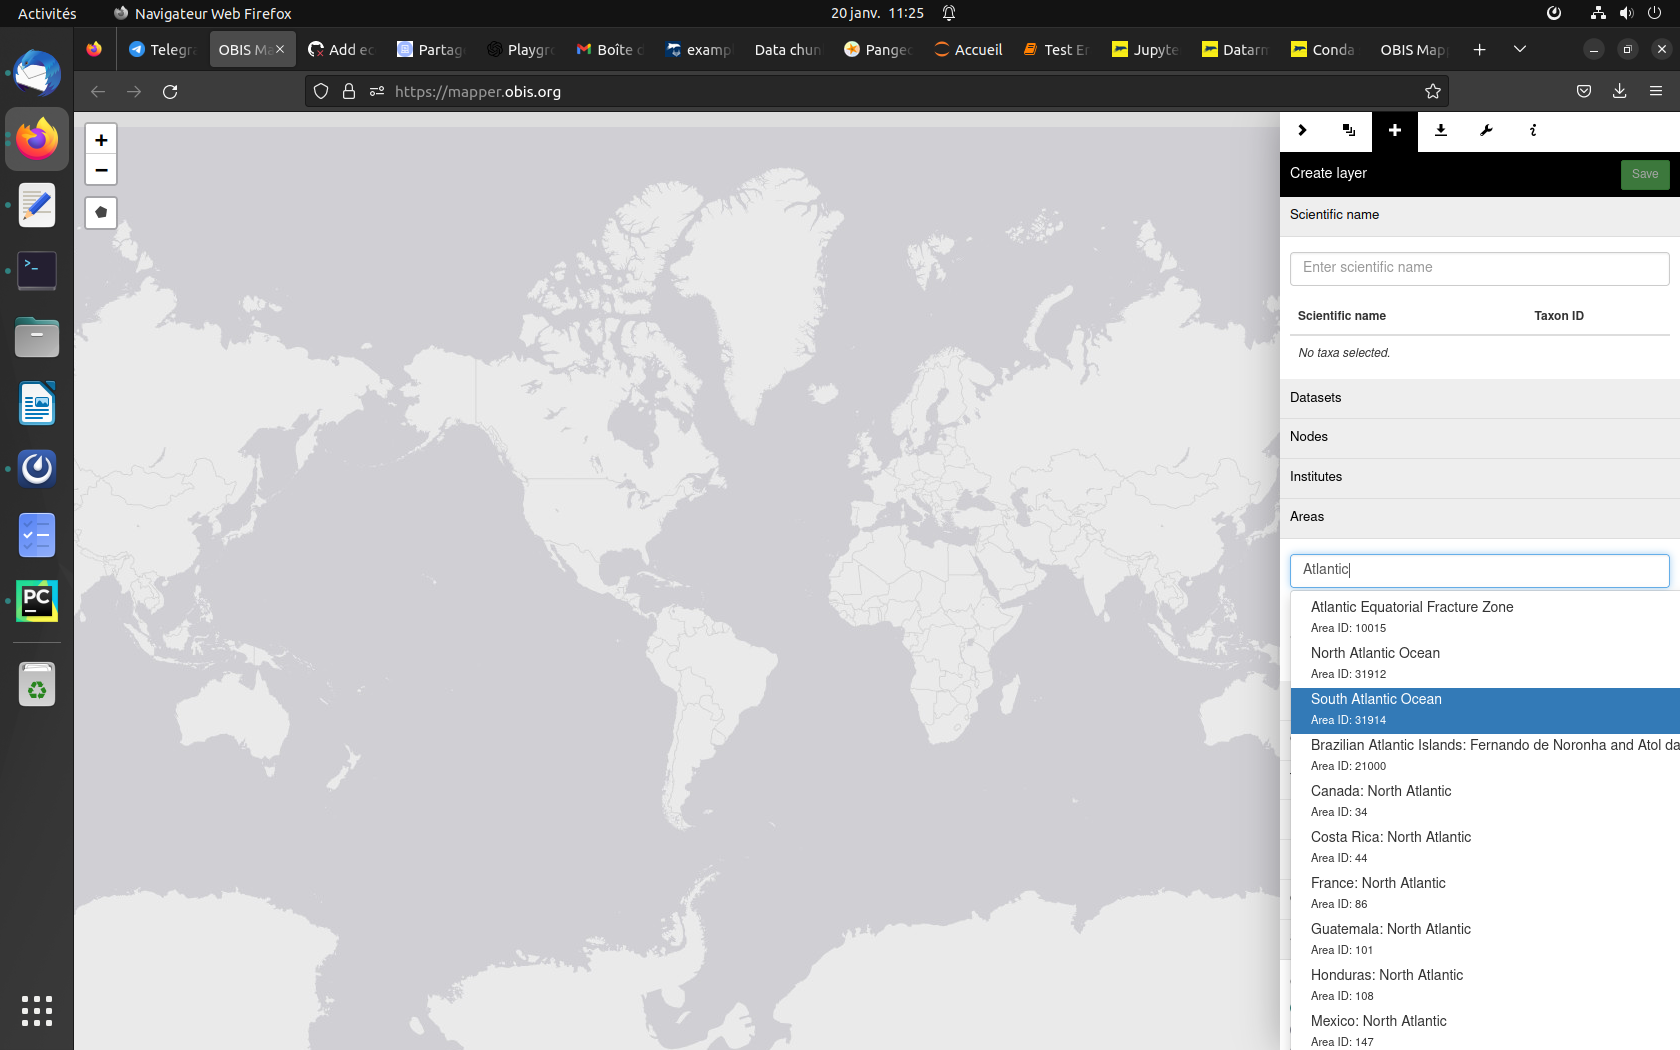 Activités
Navigateur Web Firefox
20 janv. 11:25
Telegra
OBIS Ma
Add ec
Partag
Playgro
Boîte d
examp
Data chun
Pangeo
Accueil
Test Er
Jupyte
Datarm
Conda
OBIS Map
https://mapper.obis.org
+
−
Create layer
Save
Scientific name
Enter scientific name
Scientific name
Taxon ID
No taxa selected.
Datasets
Nodes
Institutes
Areas
Atlantic
Atlantic Equatorial Fracture Zone
Area ID: 10015
North Atlantic Ocean
Area ID: 31912
South Atlantic Ocean
Area ID: 31914
Brazilian Atlantic Islands: Fernando de Noronha and Atol da
Area ID: 21000
Canada: North Atlantic
Area ID: 34
Costa Rica: North Atlantic
Area ID: 44
France: North Atlantic
Area ID: 86
Guatemala: North Atlantic
Area ID: 101
Honduras: North Atlantic
Area ID: 108
Mexico: North Atlantic
Area ID: 147
PC